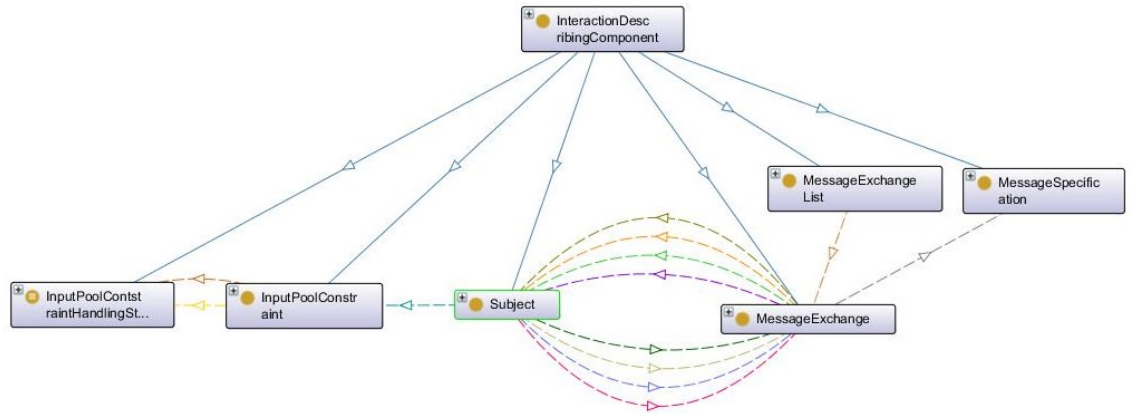 InteractionDesc
ribingComponent
MessageExchange
List
MessageSpecific
ation
InputPoolContst
raintHandlingSt...
InputPoolConstr
aint
Subject
MessageExchange